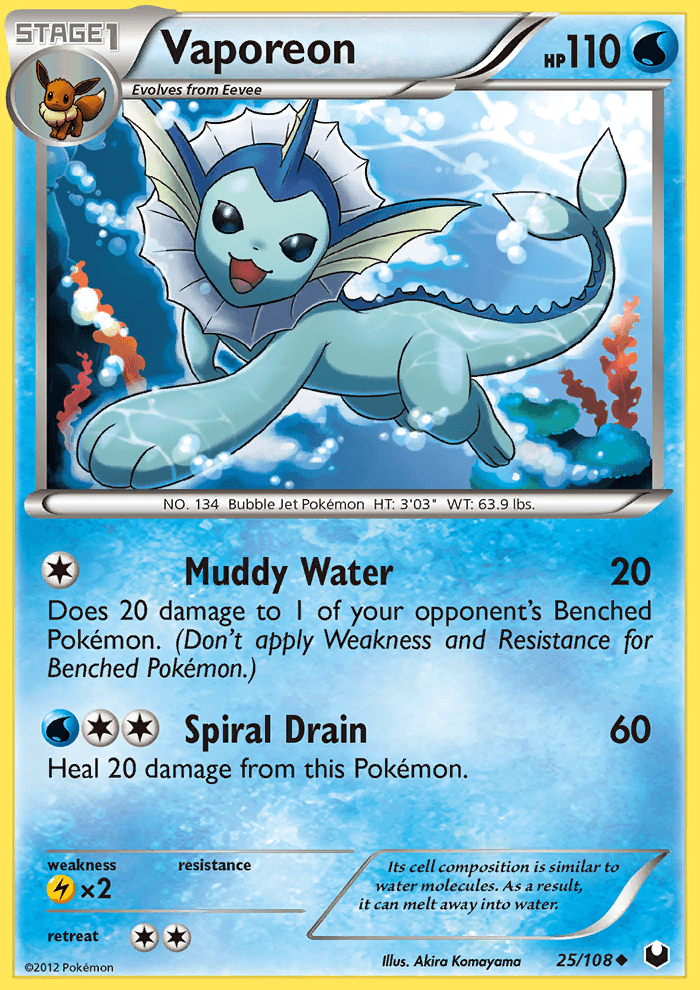 STAGE1
Vaporeon
HP110
Evolves from Eevee
NO. 134 Bubble Jet Pokémon HT: 3'03" WT: 63.9 lbs.
Muddy Water 20
Does 20 damage to 1 of your opponent's Benched
Pokémon. (Don't apply Weakness and Resistance for
Benched Pokémon.)
Spiral Drain 60
Heal 20 damage from this Pokémon.
weakness
×2
resistance
retreat
Its cell composition is similar to
water molecules. As a result,
it can melt away into water.
©2012 Pokémon
Illus. Akira Komayama
25/108